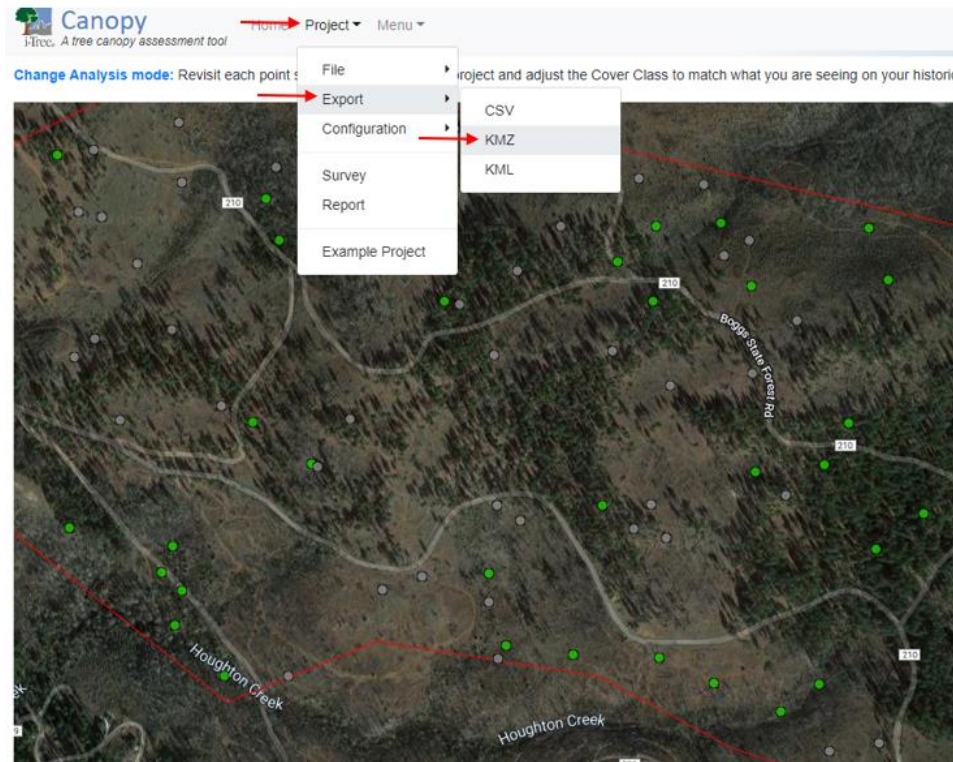 Canopy
i-Tree. A tree canopy assessment tool
Home Project Menu
Change Analysis mode: Revisit each point s
project and adjust the Cover Class to match what you are seeing on your historic
File
Export
Configuration
Survey
Report
Example Project
CSV
KMZ
KML
210
210
Boggs State Forest Rd
210
210
Houghton Creek
Houghton Creek